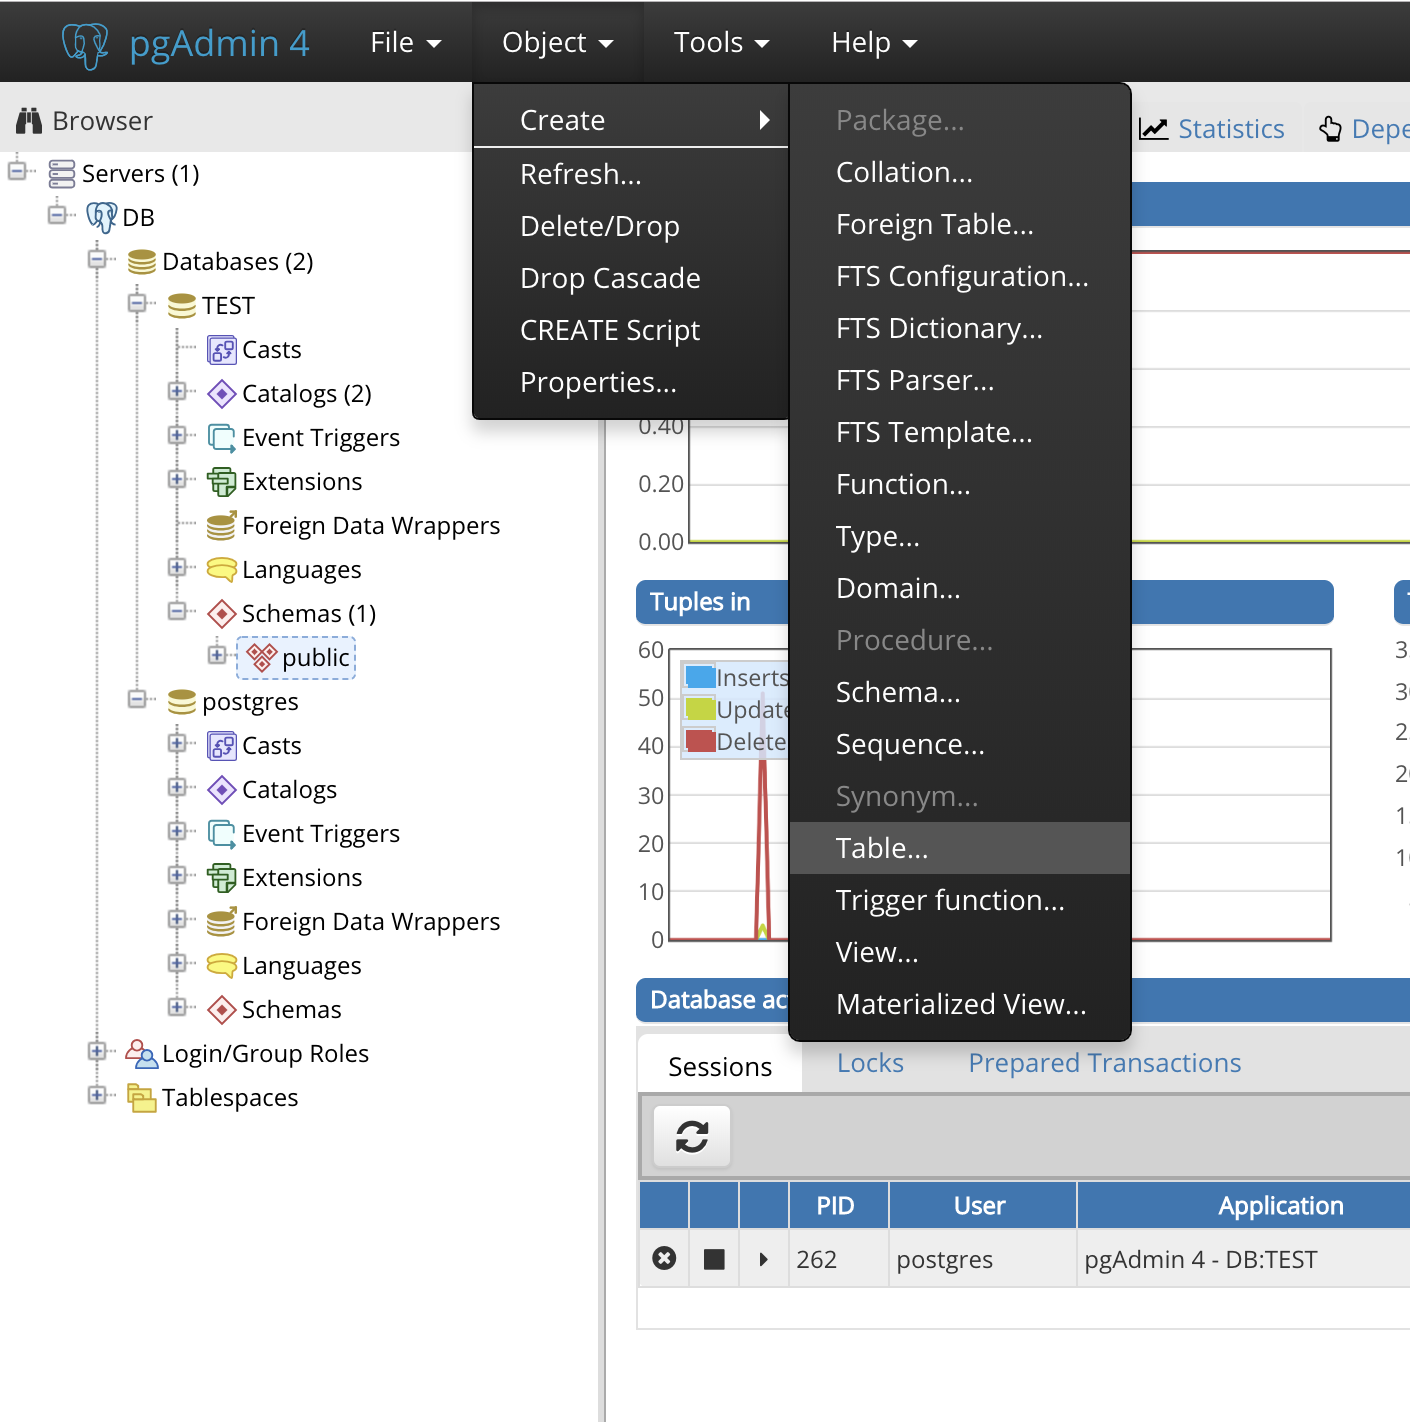 pgAdmin 4
File
Object
Tools
Help
Browser
Servers (1)
DB
Databases (2)
TEST
Casts
Catalogs (2)
Event Triggers
Extensions
Foreign Data Wrappers
Languages
Schemas (1)
public
postgres
Casts
Catalogs
Event Triggers
Extensions
Foreign Data Wrappers
Languages
Schemas
Login/Group Roles
Tablespaces
Create
Refresh...
Delete/Drop
Drop Cascade
CREATE Script
Properties...
Package...
Collation...
Foreign Table...
FTS Configuration...
FTS Dictionary...
FTS Parser...
FTS Template...
Function...
Type...
Domain...
Procedure...
Schema...
Sequence...
Synonym...
Table...
Trigger function...
View...
Materialized View...
Statistics
Depe
0.40
0.20
0.00
Tuples in
60
50
40
30
20
10
0
Inserts
Update
Delete
Database ac
Sessions
Locks
Prepared Transactions
PID User Application
262 postgres pgAdmin 4 - DB:TEST